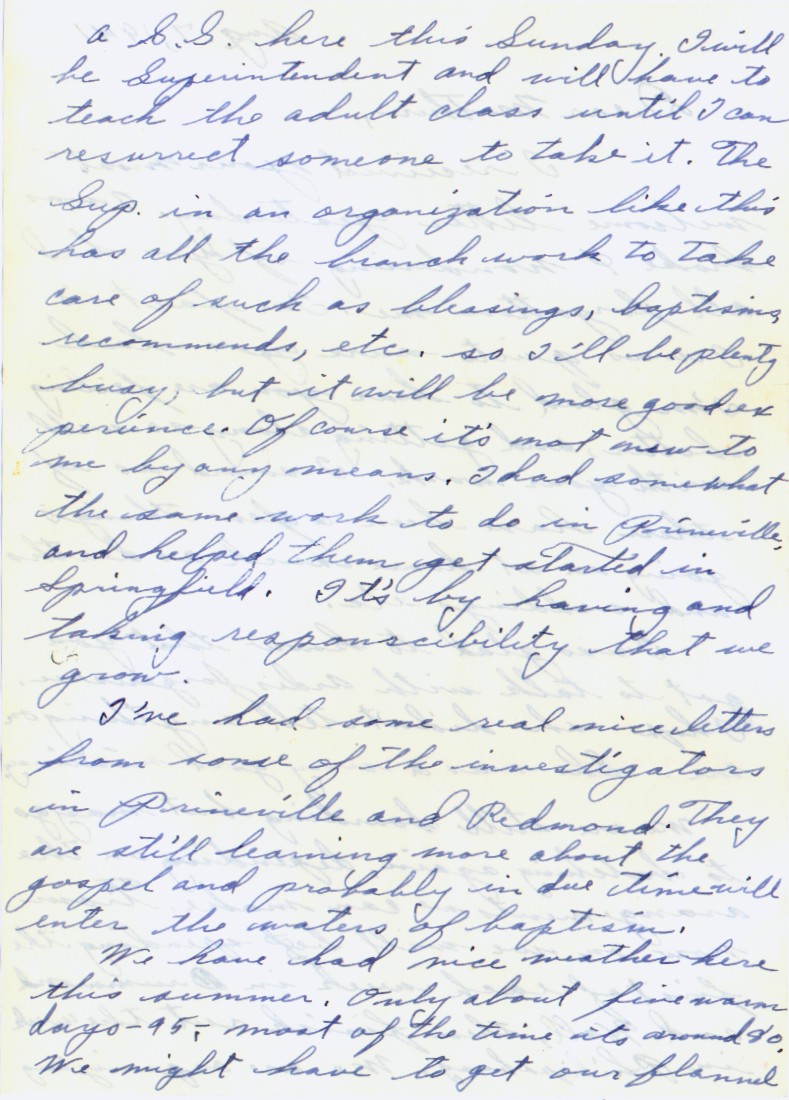 a S.S. here this Sunday. I will
be Superintendent and will have to
teach the adult class until I can
resurrect someone to take it. The
Sup. in an organization like this
has all the branch work to take
care of such as blessings, baptisms,
recommends, etc. so I'll be plenty
busy, but it will be more good ex
perience. Of course it's not new to
me by any means. I had somewhat
the same work to do in Prineville,
and helped them get started in
Springfield. It's by having and
taking responscibility that we
grow.
I've had some real nice letters
from some of the investigators
in Prineville and Redmond. They
are still learning more about the
gospel and probably in due time will
enter the waters of baptism.
We have had nice weather here
this summer. Only about five warm
days-95-, most of the time its around 80.
We might have to get our flannel